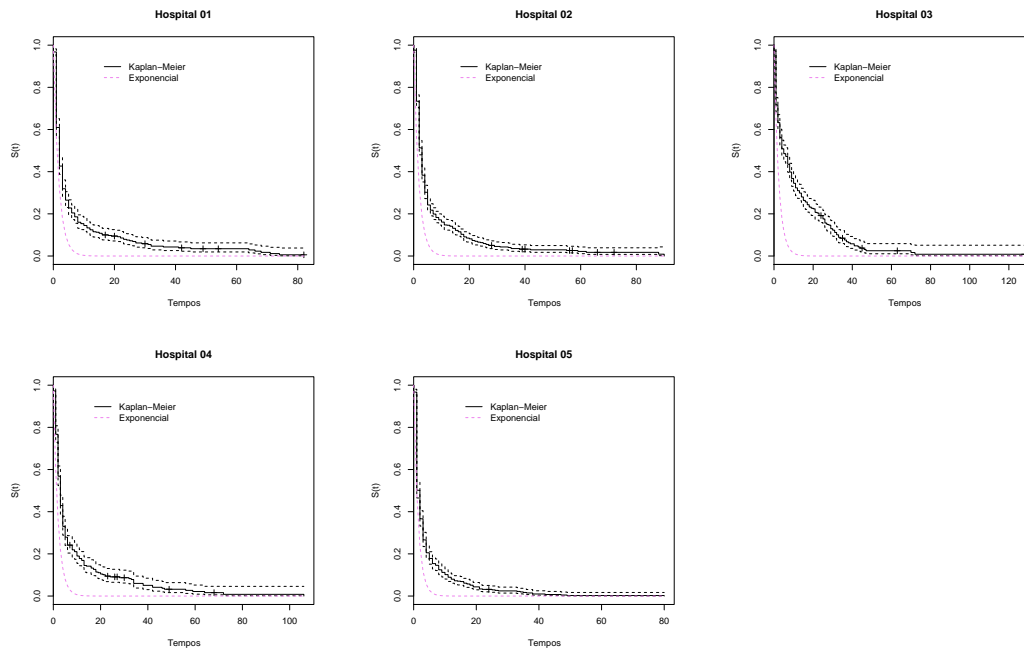 Hospital 01
S(t)
0.0 0.2 0.4 0.6 0.8 1.0
Kaplan−Meier
Exponencial
0 20 40 60 80
Tempos
Hospital 02
S(t)
0.0 0.2 0.4 0.6 0.8 1.0
Kaplan−Meier
Exponencial
0 20 40 60 80
Tempos
Hospital 03
S(t)
0.0 0.2 0.4 0.6 0.8 1.0
Kaplan−Meier
Exponencial
0 20 40 60 80 100 120
Tempos
Hospital 04
S(t)
0.0 0.2 0.4 0.6 0.8 1.0
Kaplan−Meier
Exponencial
0 20 40 60 80 100
Tempos
Hospital 05
S(t)
0.0 0.2 0.4 0.6 0.8 1.0
Kaplan−Meier
Exponencial
0 20 40 60 80
Tempos